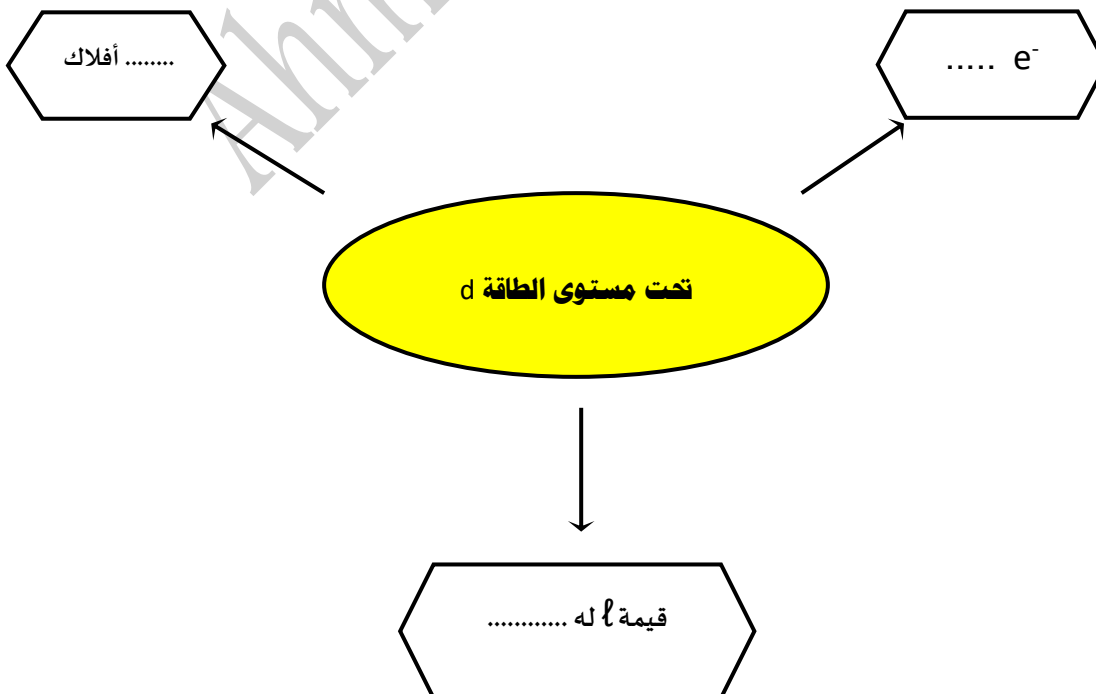 ........ أفلاك
..... e⁻
تحت مستوى الطاقة d
قيمة ℓ له ............